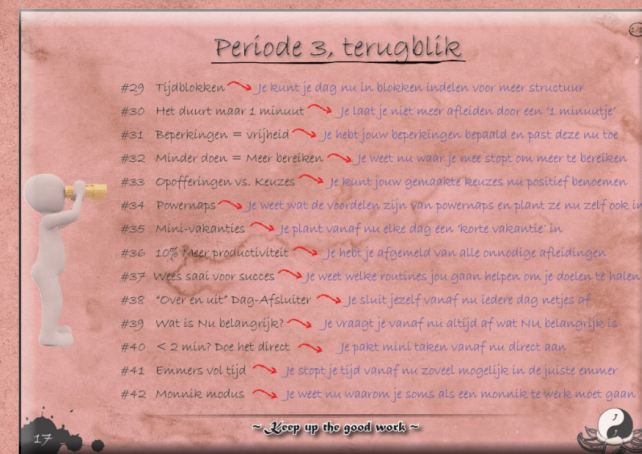 Periode 3, terugblik
#29 Tijdblokken Je kunt je dag nu in blokken indelen voor meer structuur
#30 Het duurt maar 1 minuut Je laat je niet meer afleiden door een '1 minuutje'
#31 Beperkingen = vrijheid Je hebt jouw beperkingen bepaald en past deze nu toe
#32 Minder doen = Meer bereiken Je weet nu waar je mee stopt om meer te bereiken
#33 Opofferingen vs. Keuzes Je kunt jouw gemaakte keuzes nu positief benoemen
#34 Powernaps Je weet wat de voordelen zijn van powernaps en plant ze nu zelf ook in
#35 Mini-vakanties Je plant vanaf nu elke dag een 'korte vakantie' in
#36 10% Meer productiviteit Je hebt je afgemeld van alle onnodige afleidingen
#37 Wees saai voor succes Je weet welke routines jou gaan helpen om je doelen te halen
#38 "Over en uit" Dag-Afsluiter Je sluit jezelf vanaf nu iedere dag netjes af
#39 Wat is Nu belangrijk? Je vraagt je vanaf nu altijd af wat NU belangrijk is
#40 < 2 min? Doe het direct Je pakt mini taken vanaf nu direct aan
#41 Emmers vol tijd Je stopt je tijd vanaf nu zoveel mogelijk in de juiste emmer
#42 Monnik modus Je weet nu waarom je soms als een monnik te werk moet gaan
~ Keep up the good work ~
17